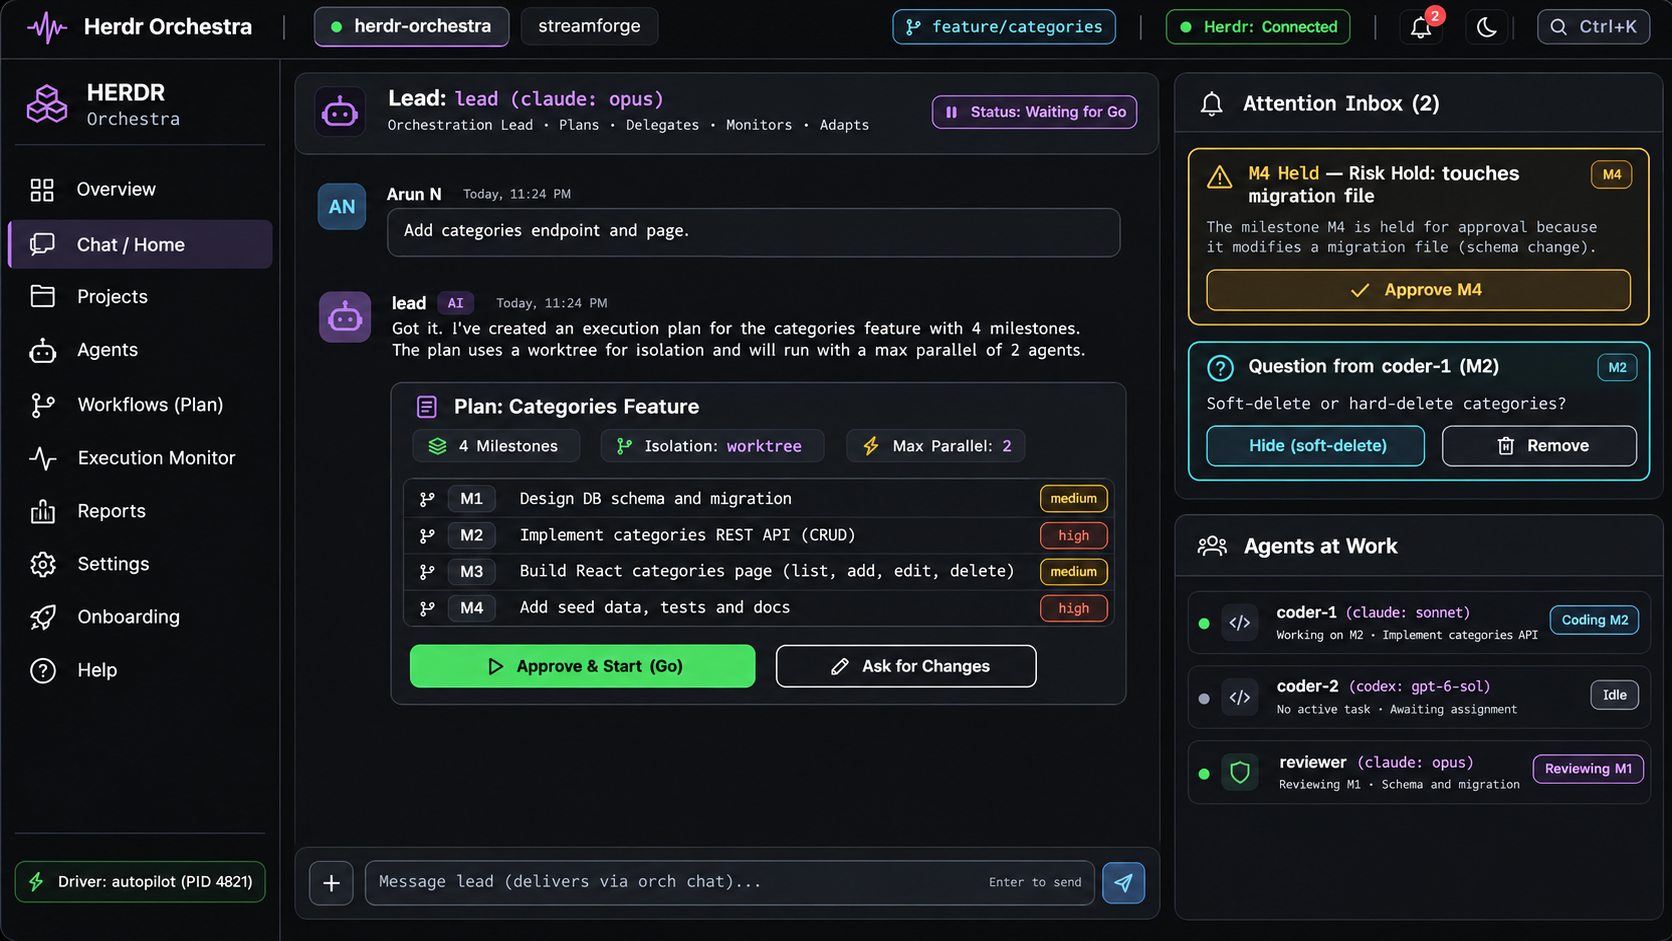 Herdr Orchestra
herdr-orchestra
streamforge
feature/categories
Herdr: Connected
2
Ctrl+K
HERDR
Orchestra
Overview
Chat / Home
Projects
Agents
Workflows (Plan)
Execution Monitor
Reports
Settings
Onboarding
Help
Driver: autopilot (PID 4821)
Lead: lead (claude: opus)
Orchestration Lead • Plans • Delegates • Monitors • Adapts
Status: Waiting for Go
AN
Arun N Today, 11:24 PM
Add categories endpoint and page.
lead AI Today, 11:24 PM
Got it. I've created an execution plan for the categories feature with 4 milestones.
The plan uses a worktree for isolation and will run with a max parallel of 2 agents.
Plan: Categories Feature
4 Milestones
Isolation: worktree
Max Parallel: 2
M1 Design DB schema and migration medium
M2 Implement categories REST API (CRUD) high
M3 Build React categories page (list, add, edit, delete) medium
M4 Add seed data, tests and docs high
Approve & Start (Go)
Ask for Changes
Message lead (delivers via orch chat)...
Enter to send
Attention Inbox (2)
M4 Held — Risk Hold: touches
migration file
M4
The milestone M4 is held for approval because
it modifies a migration file (schema change).
Approve M4
Question from coder-1 (M2)
M2
Soft-delete or hard-delete categories?
Hide (soft-delete)
Remove
Agents at Work
coder-1 (claude: sonnet)
Working on M2 • Implement categories API
Coding M2
coder-2 (codex: gpt-6-sol)
No active task • Awaiting assignment
Idle
reviewer (claude: opus)
Reviewing M1 • Schema and migration
Reviewing M1